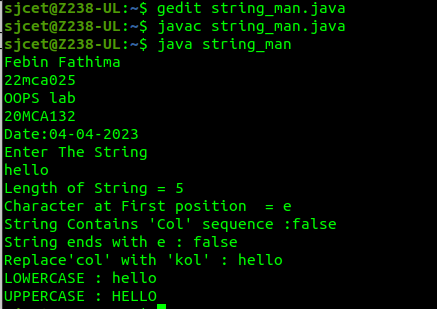 sjcet@Z238-UL:~$ gedit string_man.java
sjcet@Z238-UL:~$ javac string_man.java
sjcet@Z238-UL:~$ java string_man
Febin Fathima
22mca025
OOPS lab
20MCA132
Date:04-04-2023
Enter The String
hello
Length of String = 5
Character at First position  = e
String Contains 'Col' sequence :false
String ends with e : false
Replace'col' with 'kol' : hello
LOWERCASE : hello
UPPERCASE : HELLO